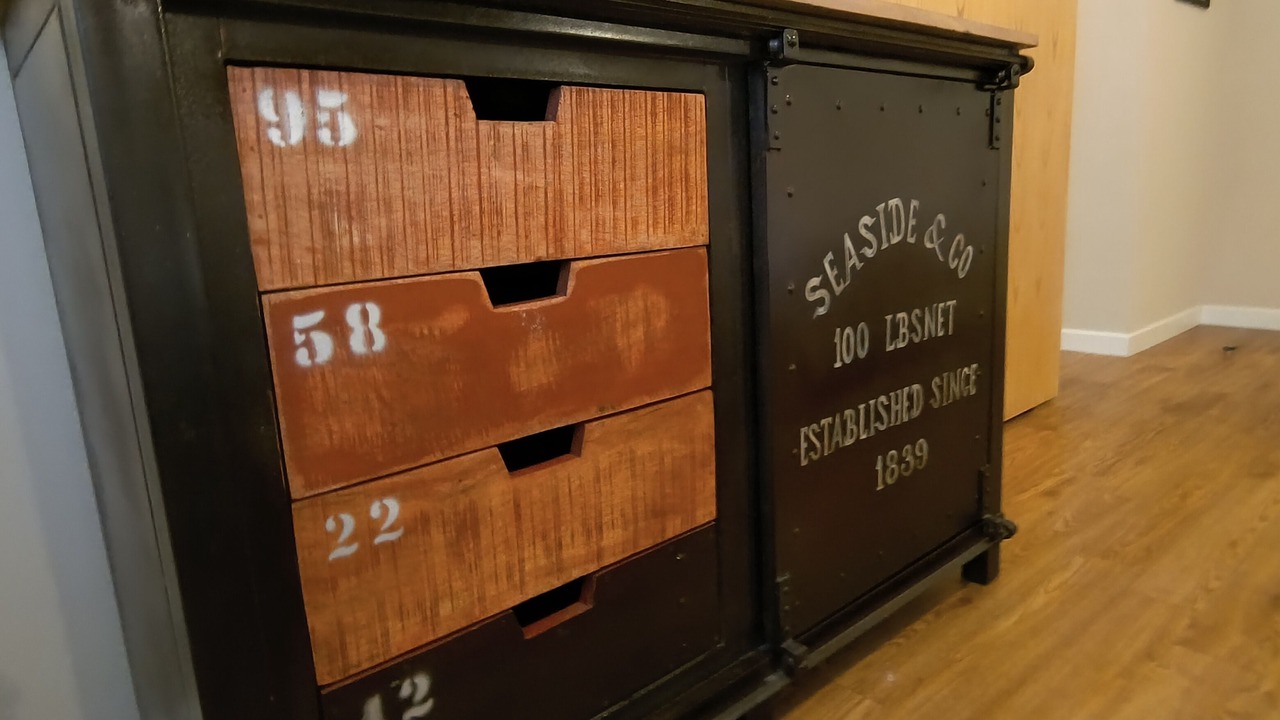 95
58
22
42
SEASIDE & CO
100 LBSNET
ESTABLISHED SINCE
1839